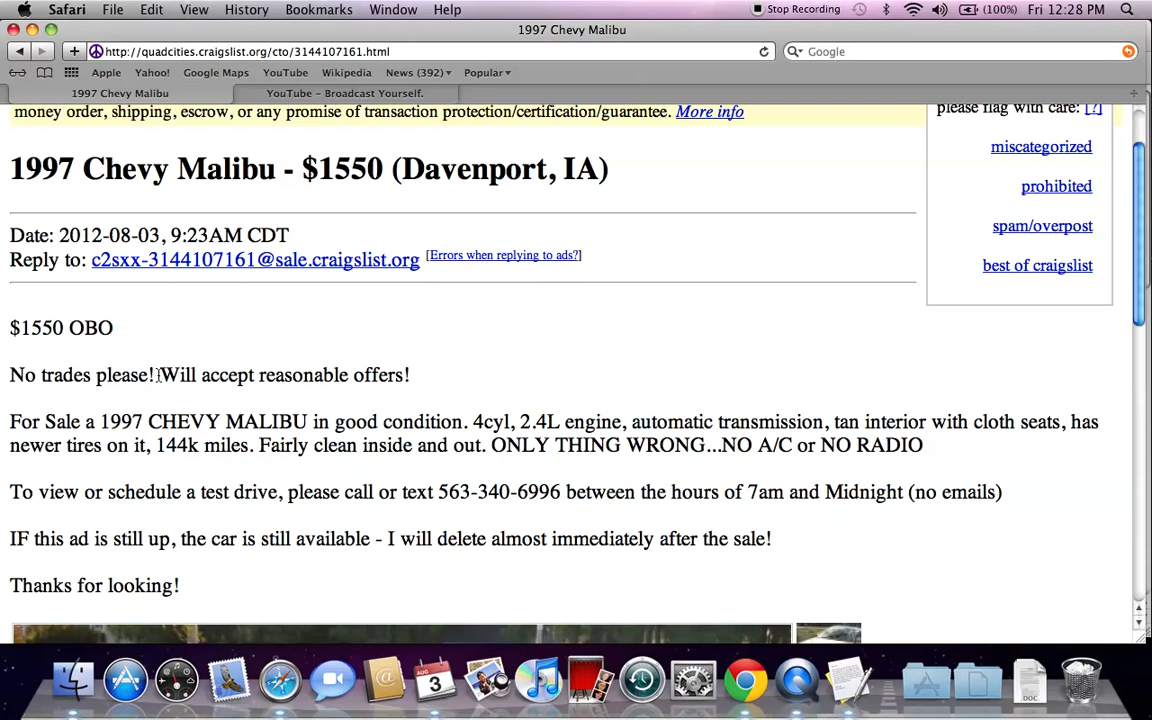 Safari File Edit View History Bookmarks Window Help Stop Recording (100%) Fri 12:28 PM
1997 Chevy Malibu
http://quadcities.craigslist.org/cto/3144107161.html Google
Apple Yahoo! Google Maps YouTube Wikipedia News (392) Popular
1997 Chevy Malibu YouTube – Broadcast Yourself.
money order, shipping, escrow, or any promise of transaction protection/certification/guarantee. More info
please flag with care: [?]
miscategorized
prohibited
spam/overpost
best of craigslist
1997 Chevy Malibu - $1550 (Davenport, IA)
Date: 2012-08-03, 9:23AM CDT
Reply to: c2sxx-3144107161@sale.craigslist.org [Errors when replying to ads?]
$1550 OBO
No trades please! Will accept reasonable offers!
For Sale a 1997 CHEVY MALIBU in good condition. 4cyl, 2.4L engine, automatic transmission, tan interior with cloth seats, has
newer tires on it, 144k miles. Fairly clean inside and out. ONLY THING WRONG...NO A/C or NO RADIO
To view or schedule a test drive, please call or text 563-340-6996 between the hours of 7am and Midnight (no emails)
IF this ad is still up, the car is still available - I will delete almost immediately after the sale!
Thanks for looking!
AUG
3
DOC